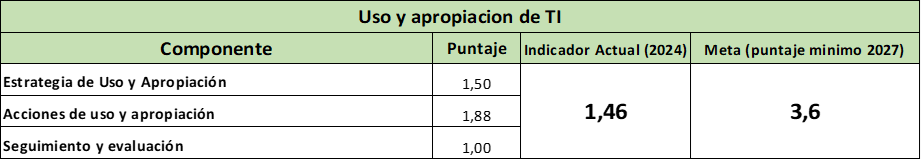 Uso y apropiacion de TI
Componente Puntaje Indicador Actual (2024) Meta (puntaje minimo 2027)
Estrategia de Uso y Apropiación 1,50
Acciones de uso y apropiación 1,88 1,46 3,6
Seguimiento y evaluación 1,00